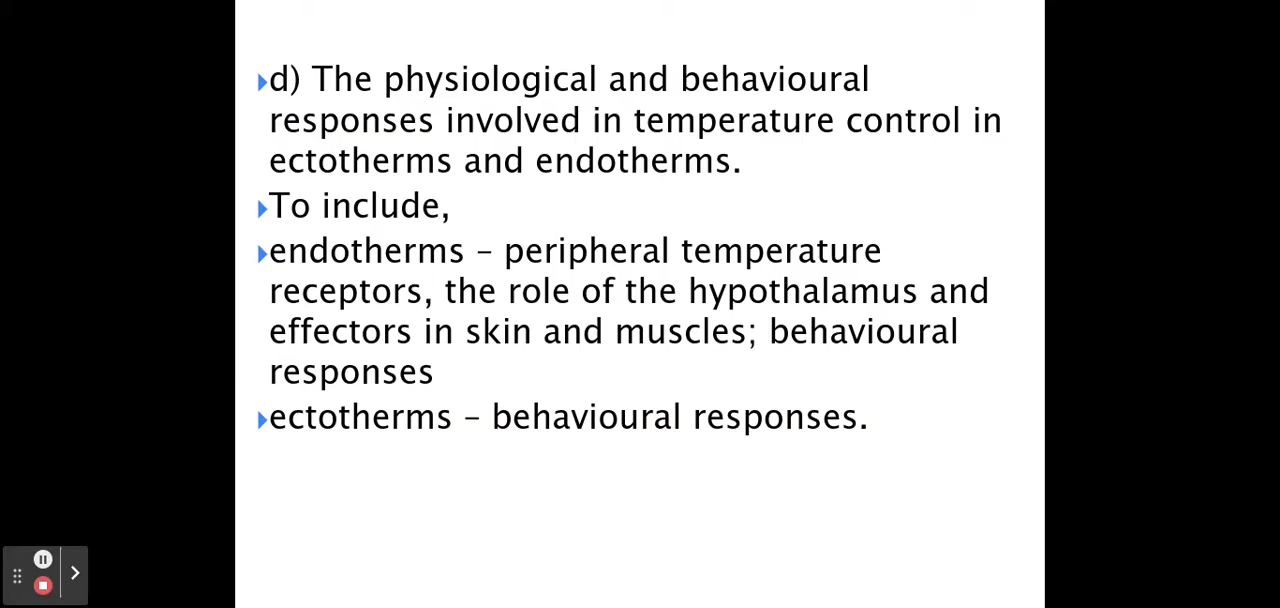 d) The physiological and behavioural
responses involved in temperature control in
ectotherms and endotherms.
To include,
endotherms – peripheral temperature
receptors, the role of the hypothalamus and
effectors in skin and muscles; behavioural
responses
ectotherms – behavioural responses.